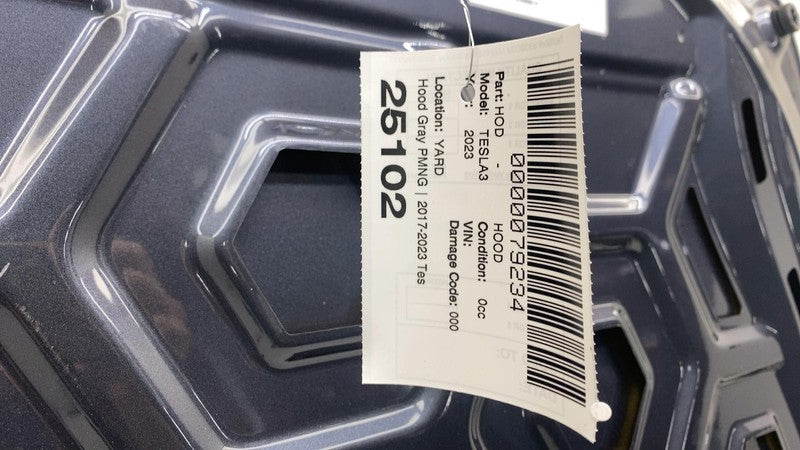 0000079234
Part: HOD - HOOD
Model: TESLA3 Condition: 0cc
Year: 2023 VIN:
Damage Code: 000
Location: YARD
Hood Gray PMNG | 2017-2023 Tes
25102